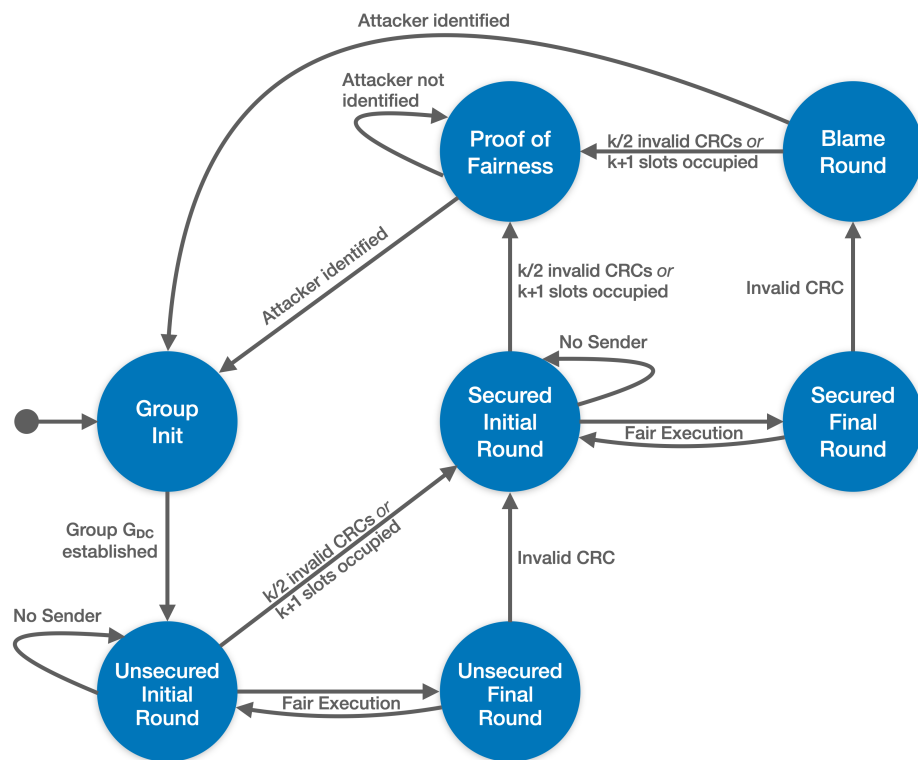 Attacker identified
Attacker not
identified
Proof of
Fairness
k/2 invalid CRCs or
k+1 slots occupied
Blame
Round
Attacker identified
k/2 invalid CRCs or
k+1 slots occupied
Invalid CRC
No Sender
Group
Init
Secured
Initial
Round
Fair Execution
Secured
Final
Round
Group GDC
established
k/2 invalid CRCs or
k+1 slots occupied
Invalid CRC
No Sender
Unsecured
Initial
Round
Fair Execution
Unsecured
Final
Round